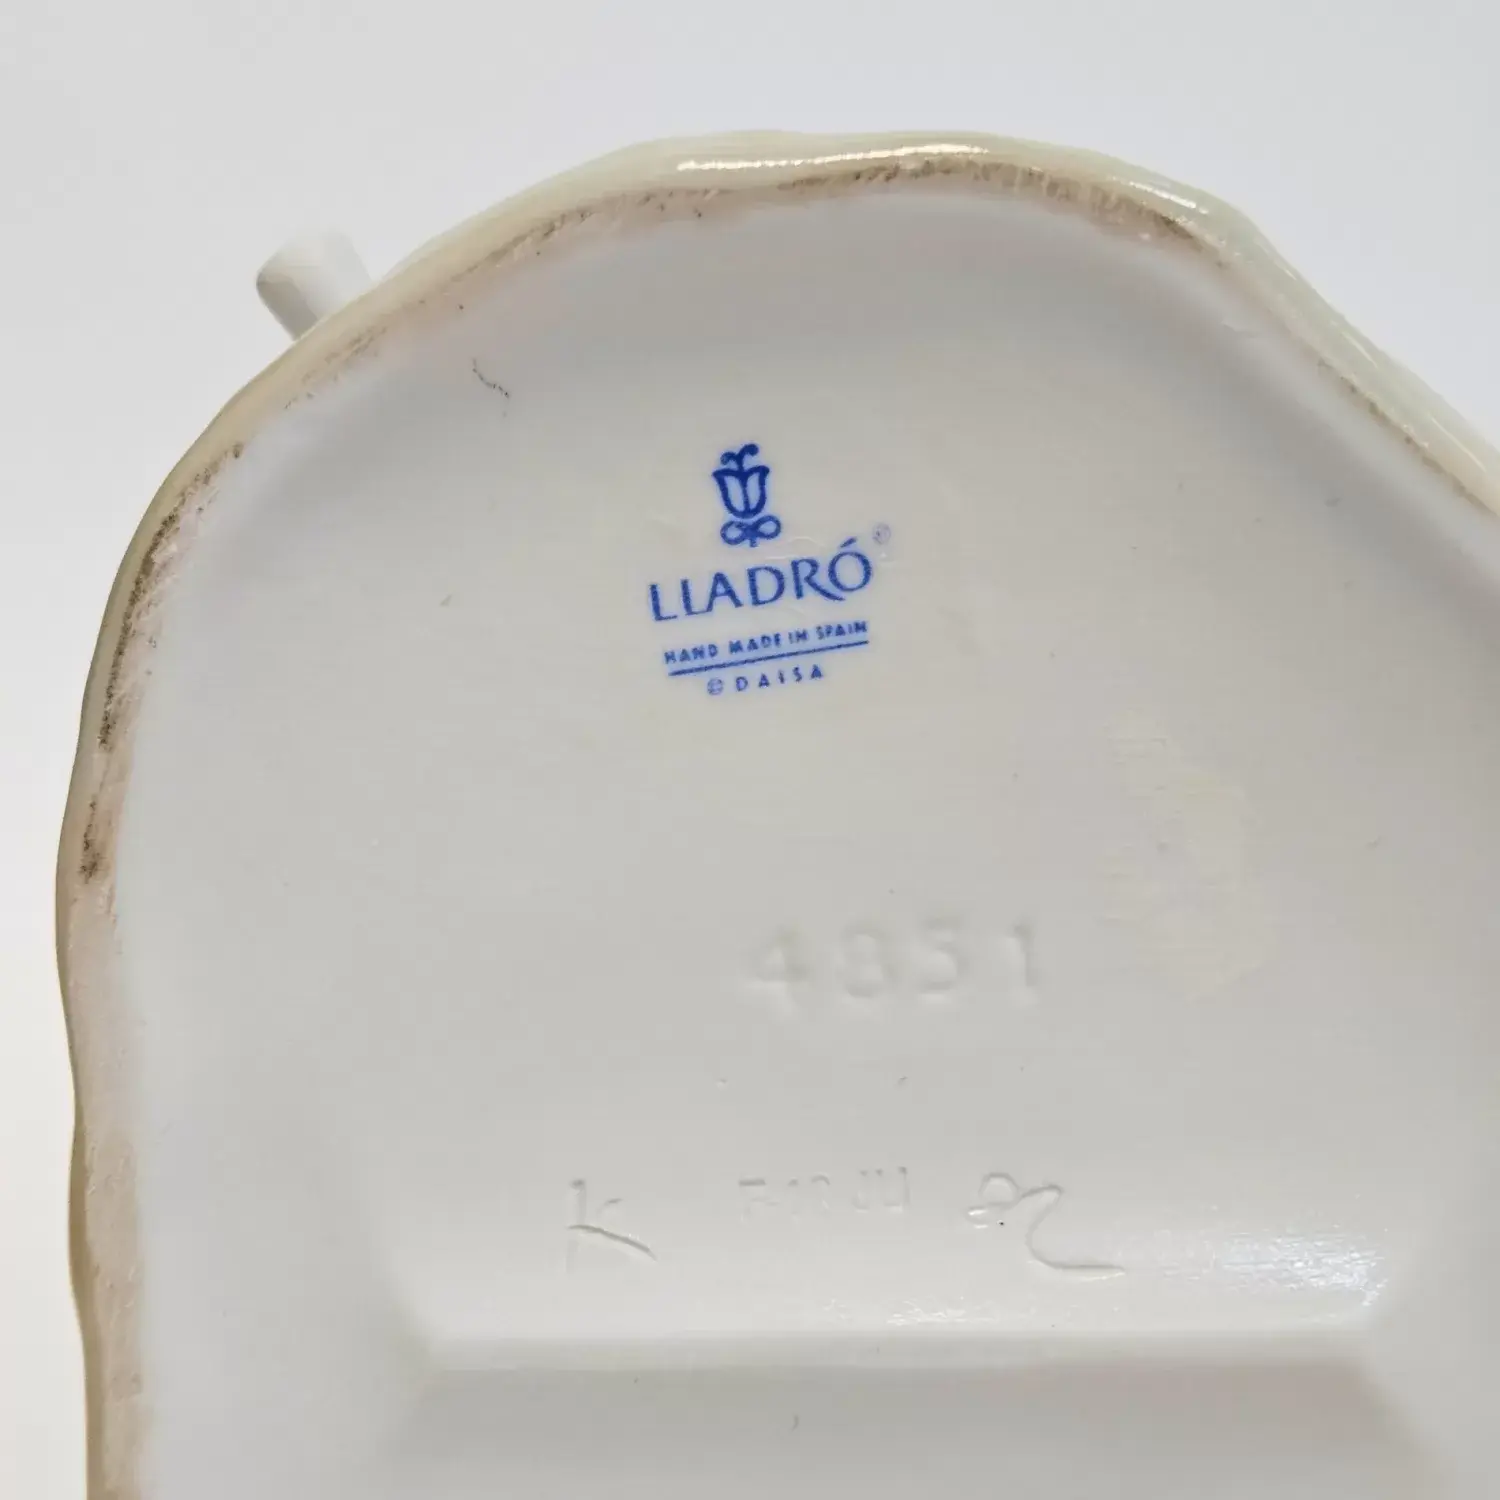 LLADRÓ®
HAND MADE IN SPAIN
© DAISA
4851
K